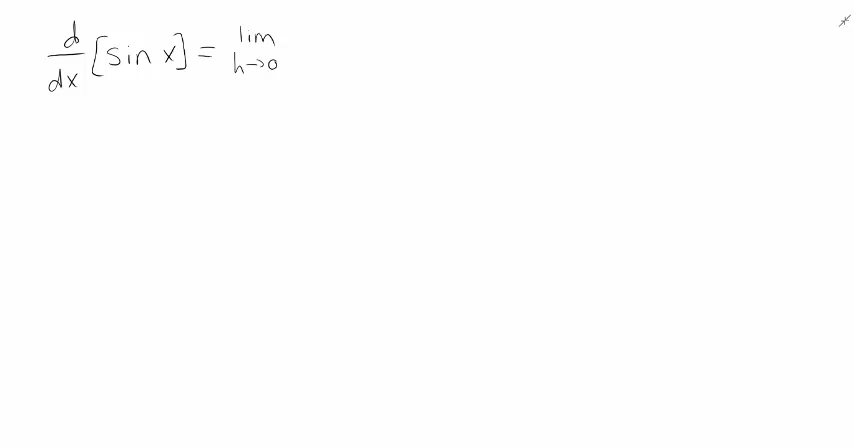 d/dx [sin x] = lim h→0